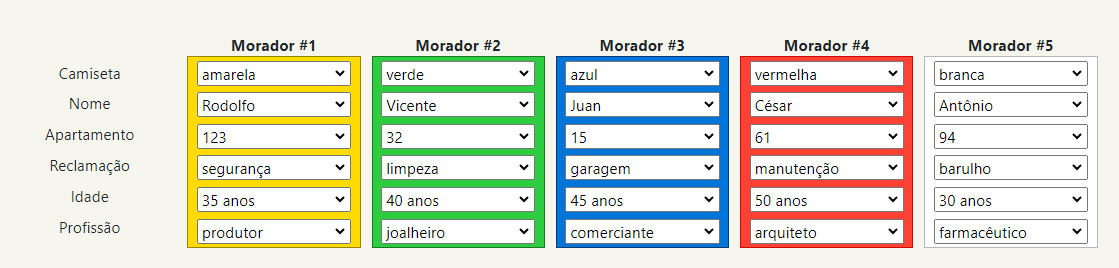 Morador #1 Morador #2 Morador #3 Morador #4 Morador #5
Camiseta amarela verde azul vermelha branca
Nome Rodolfo Vicente Juan César Antônio
Apartamento 123 32 15 61 94
Reclamação segurança limpeza garagem manutenção barulho
Idade 35 anos 40 anos 45 anos 50 anos 30 anos
Profissão produtor joalheiro comerciante arquiteto farmacêutico